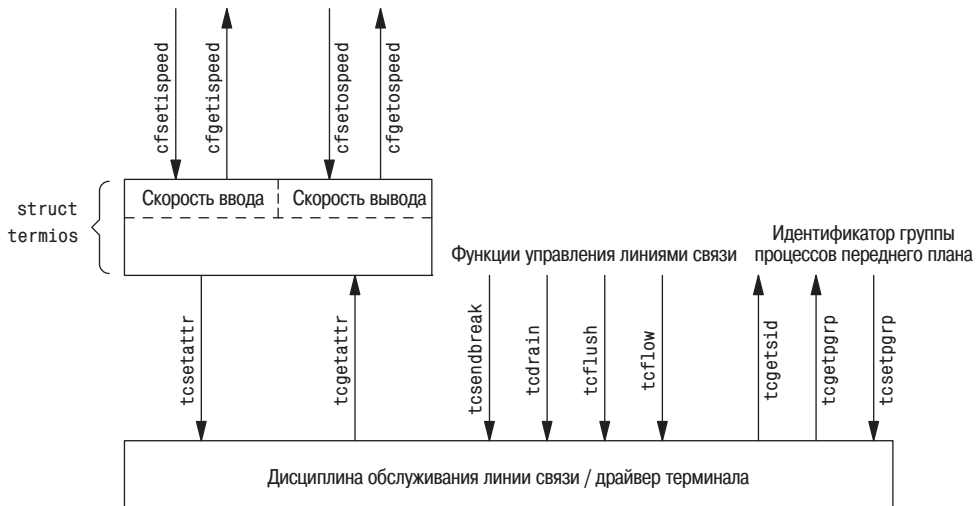 cfsetispeed
cfgetispeed
cfsetospeed
cfgetospeed
struct
termios
Скорость ввода
Скорость вывода
Функции управления линиями связи
Идентификатор группы
процессов переднего плана
tcsetattr
tcgetattr
tcsendbreak
tcdrain
tcflush
tcflow
tcgetsid
tcgetpgrp
tcsetpgrp
Дисциплина обслуживания линии связи / драйвер терминала